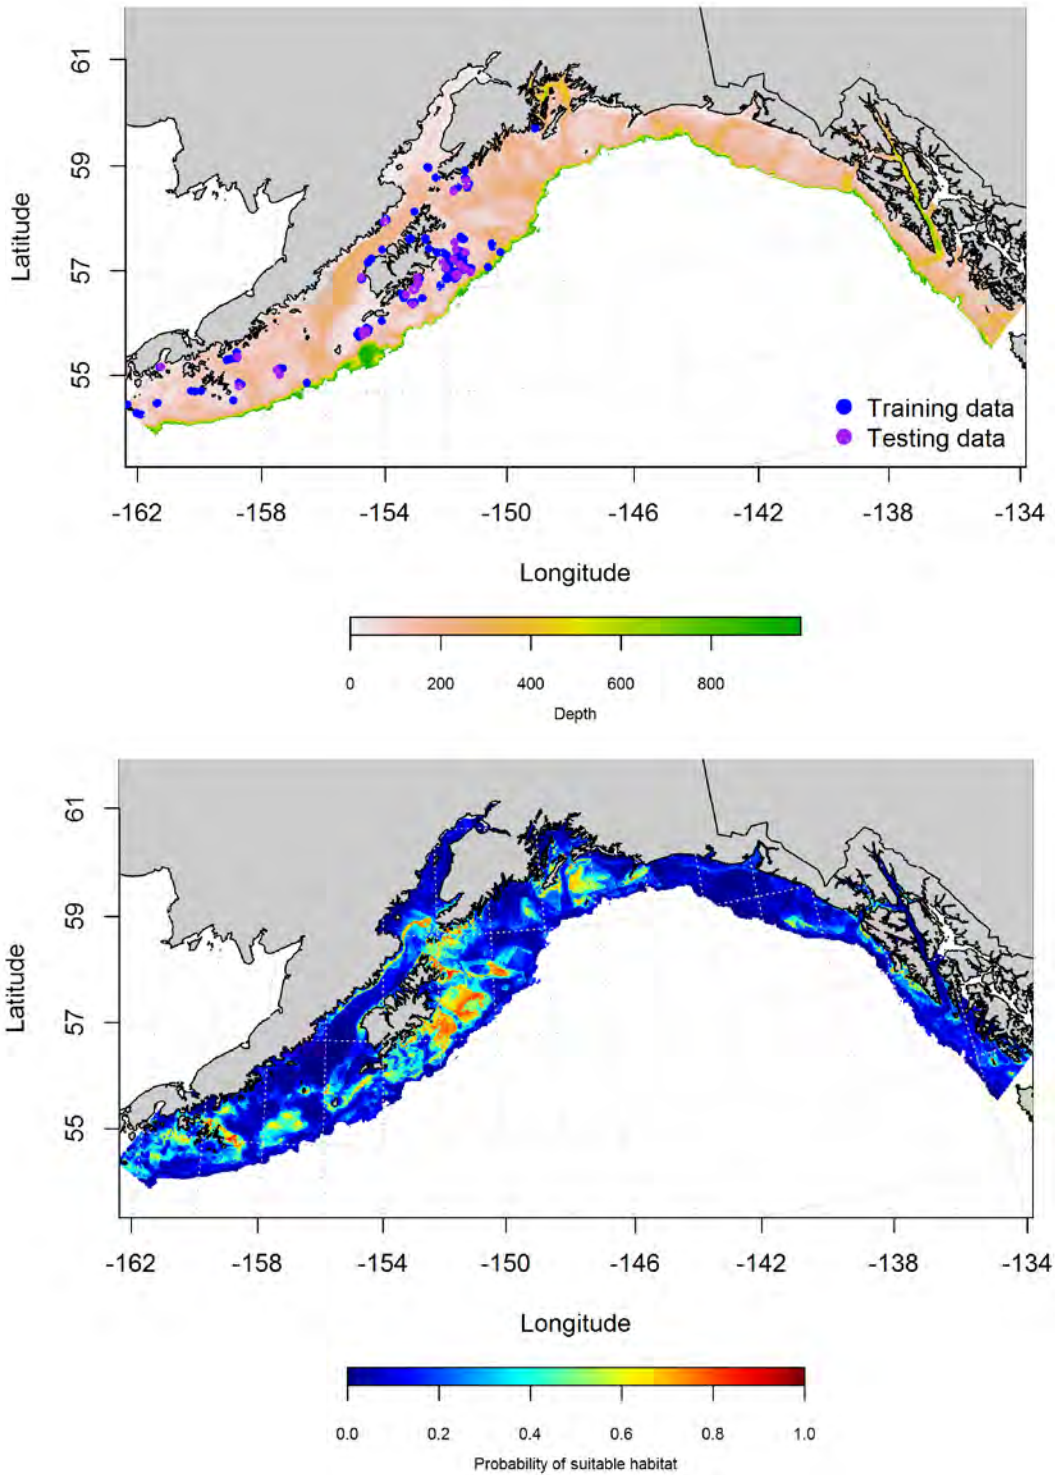 61
59
57
55
Latitude
Training data
Testing data
-162 -158 -154 -150 -146 -142 -138 -134
Longitude
0 200 400 600 800
Depth
61
59
57
55
Latitude
-162 -158 -154 -150 -146 -142 -138 -134
Longitude
0.0 0.2 0.4 0.6 0.8 1.0
Probability of suitable habitat